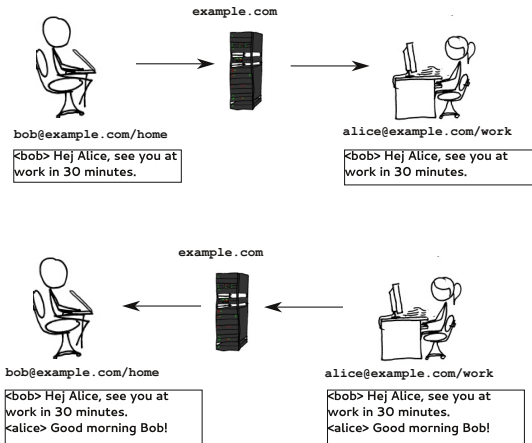 example.com
bob@example.com/home
alice@example.com/work
<bob> Hej Alice, see you at
work in 30 minutes.
<bob> Hej Alice, see you at
work in 30 minutes.
example.com
bob@example.com/home
alice@example.com/work
<bob> Hej Alice, see you at
work in 30 minutes.
<alice> Good morning Bob!
<bob> Hej Alice, see you at
work in 30 minutes.
<alice> Good morning Bob!